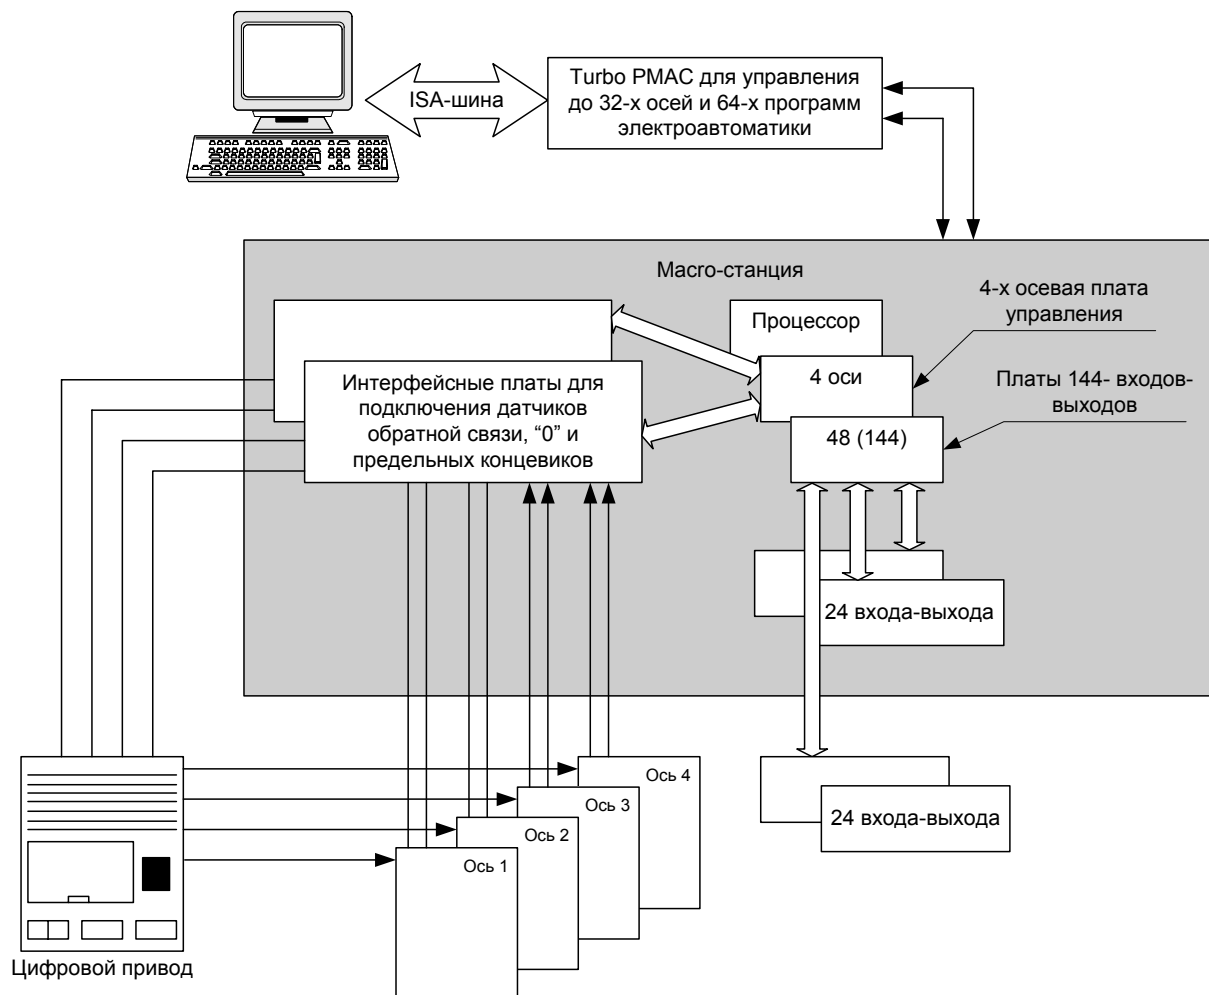 Turbo PMAC для управления
до 32-х осей и 64-х программ
электроавтоматики
ISA-шина
Macro-станция
4-х осевая плата
управления
Процессор
4 оси
Платы 144- входов-
выходов
Интерфейсные платы для
подключения датчиков
обратной связи, “0” и
предельных концевиков
48 (144)
24 входа-выхода
Ось 4
Ось 3
24 входа-выхода
Ось 2
Ось 1
Цифровой привод